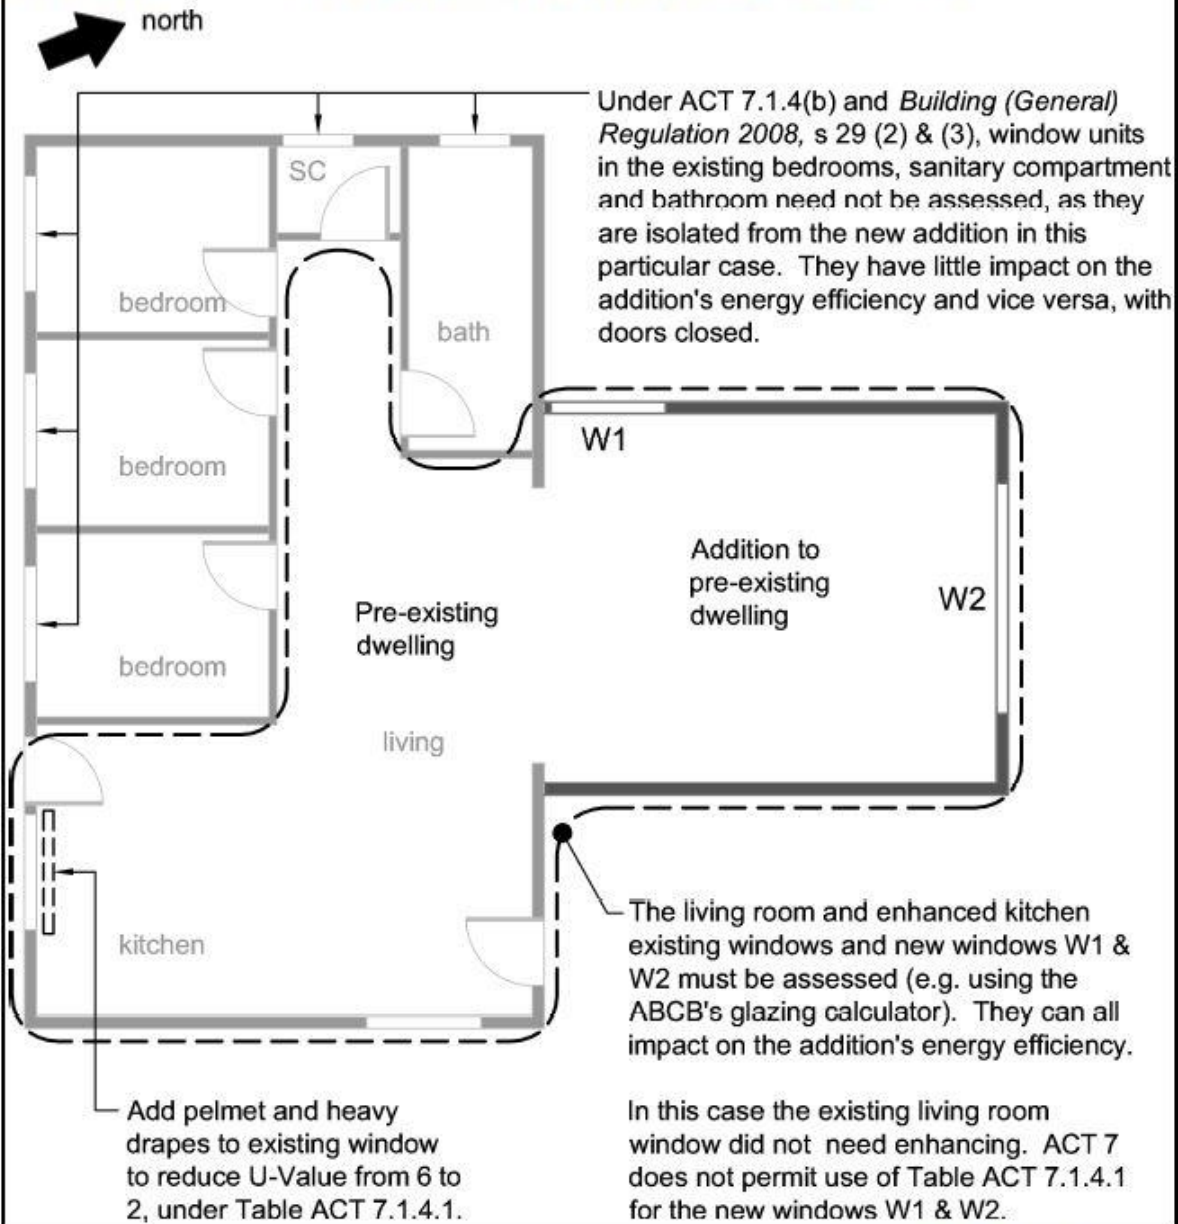 north
Under ACT 7.1.4(b) and Building (General)
Regulation 2008, s 29 (2) & (3), window units
in the existing bedrooms, sanitary compartment
and bathroom need not be assessed, as they
are isolated from the new addition in this
particular case. They have little impact on the
addition's energy efficiency and vice versa, with
doors closed.
SC
bedroom
bath
W1
bedroom
Addition to
pre-existing
dwelling
W2
Pre-existing
dwelling
bedroom
living
kitchen
The living room and enhanced kitchen
existing windows and new windows W1 &
W2 must be assessed (e.g. using the
ABCB's glazing calculator). They can all
impact on the addition's energy efficiency.
Add pelmet and heavy
drapes to existing window
to reduce U-Value from 6 to
2, under Table ACT 7.1.4.1.
In this case the existing living room
window did not need enhancing. ACT 7
does not permit use of Table ACT 7.1.4.1
for the new windows W1 & W2.